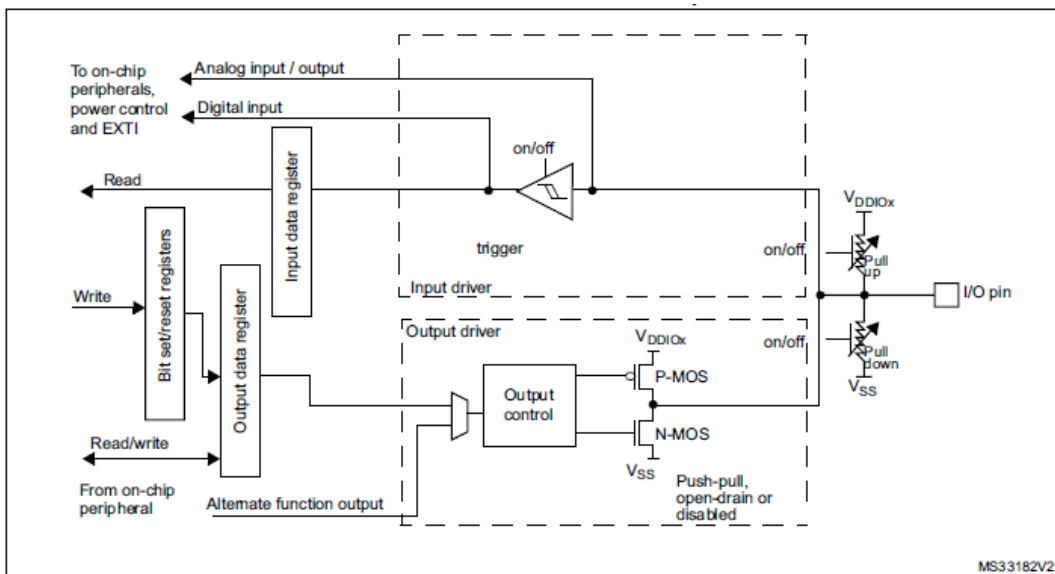 To on-chip
peripherals,
power control
and EXTI
Analog input / output
Digital input
on/off
Read
Input data register
trigger
Input driver
VDDIOx
on/off
Pull
up
I/O pin
on/off
Pull
down
VSS
Write
Bit set/reset registers
Output data register
Read/write
From on-chip
peripheral
Alternate function output
Output driver
Output
control
VDDIOx
P-MOS
N-MOS
VSS
Push-pull,
open-drain or
disabled
MS33182V2